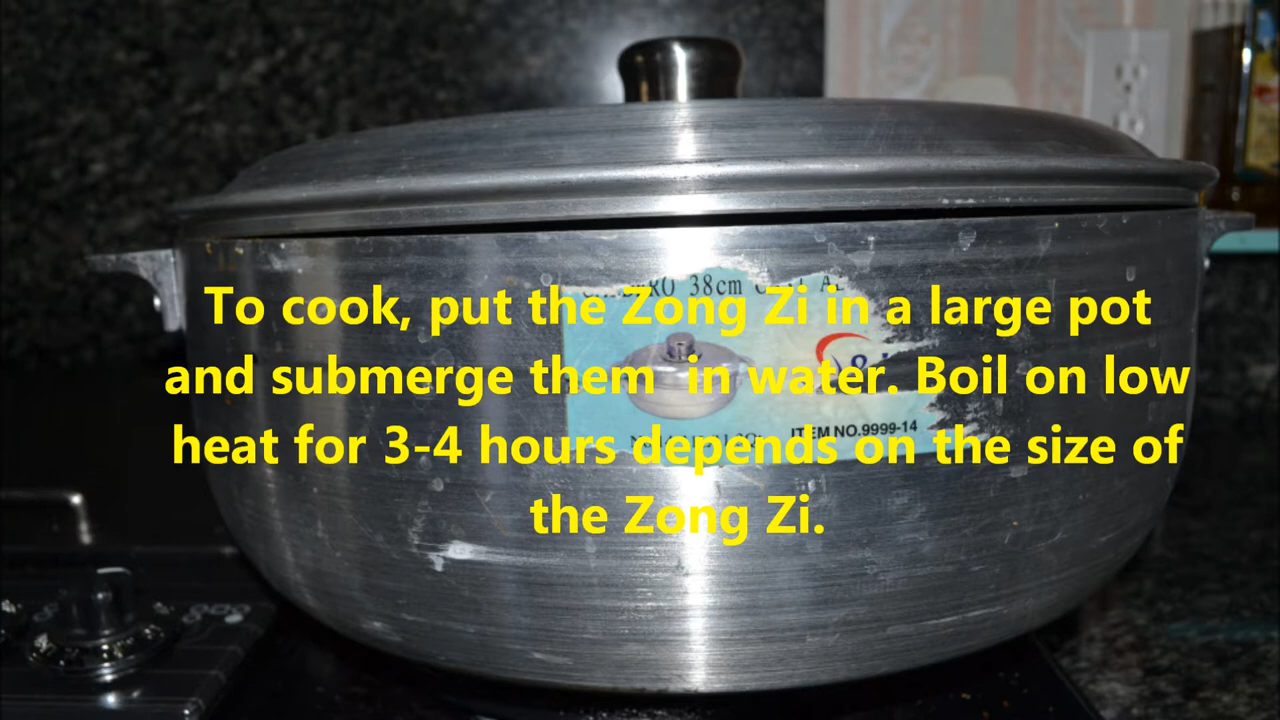 38cm
To cook, put the Zong Zi in a large pot
and submerge them in water. Boil on low
heat for 3-4 hours depends on the size of
the Zong Zi.
ITEM NO.9999-14